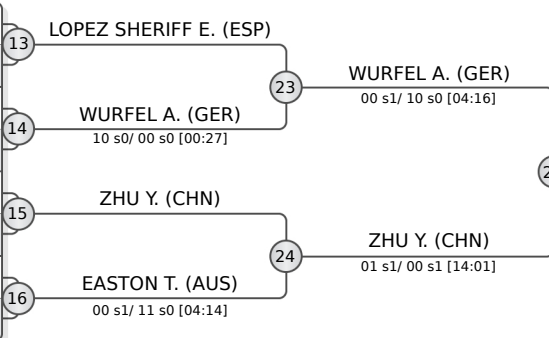 LOPEZ SHERIFF E. (ESP)
13
WURFEL A. (GER)
23
00 s1/ 10 s0 [04:16]
WURFEL A. (GER)
14
10 s0/ 00 s0 [00:27]
ZHU Y. (CHN)
15
ZHU Y. (CHN)
24
01 s1/ 00 s1 [14:01]
EASTON T. (AUS)
16
00 s1/ 11 s0 [04:14]